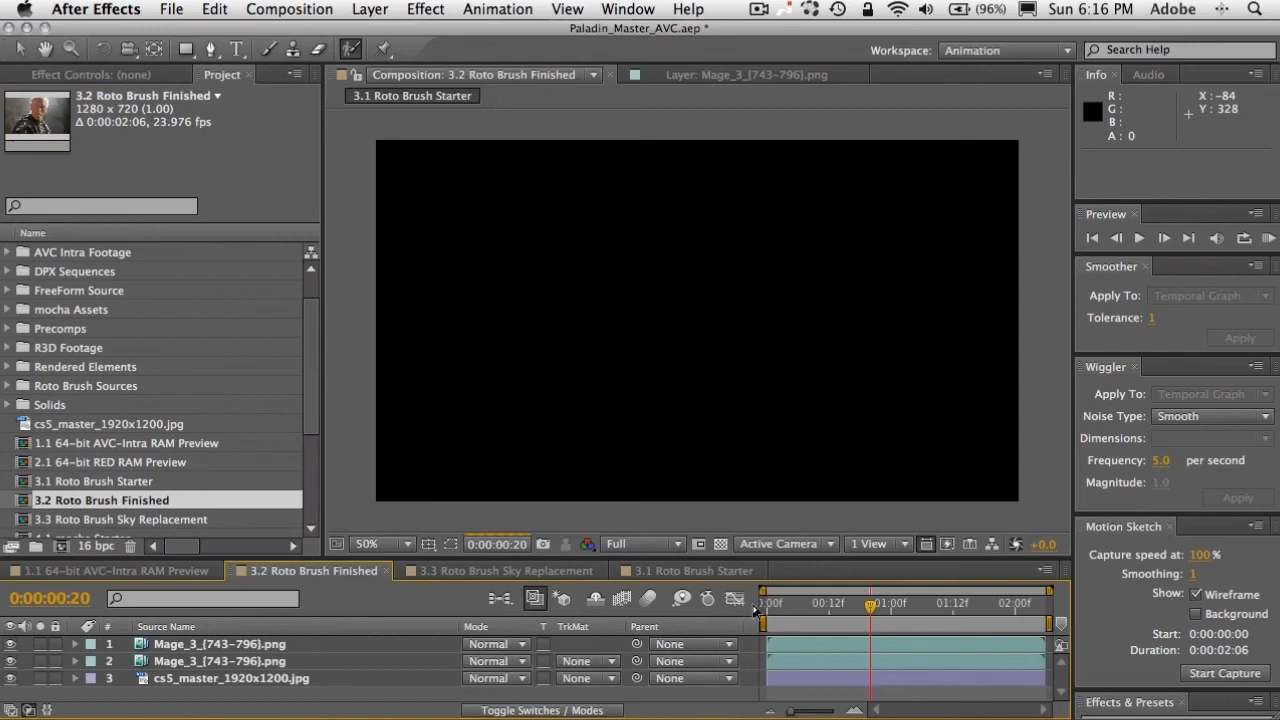 After Effects File Edit Composition Layer Effect Animation View Window Help (96%) Sun 6:16 PM Adobe
Paladin_Master_AVC.aep *
Workspace: Animation Search Help
Effect Controls: (none) Project Composition: 3.2 Roto Brush Finished Layer: Mage_3_{743-796}.png Info Audio
3.1 Roto Brush Starter
3.2 Roto Brush Finished
1280 x 720 (1.00)
Δ 0:00:02:06, 23.976 fps
R: X: -84
G: Y: 328
B:
A: 0
Name
AVC Intra Footage
DPX Sequences
FreeForm Source
mocha Assets
Precomps
R3D Footage
Rendered Elements
Roto Brush Sources
Solids
cs5_master_1920x1200.jpg
1.1 64-bit AVC-Intra RAM Preview
2.1 64-bit RED RAM Preview
3.1 Roto Brush Starter
3.2 Roto Brush Finished
3.3 Roto Brush Sky Replacement
16 bpc
50% 0:00:00:20 Full Active Camera 1 View +0.0
Preview
Smoother
Apply To: Temporal Graph
Tolerance: 1
Apply
Wiggler
Apply To: Temporal Graph
Noise Type: Smooth
Dimensions:
Frequency: 5.0 per second
Magnitude: 1.0
Apply
Motion Sketch
Capture speed at: 100 %
Smoothing: 1
Show: Wireframe
Background
Start: 0:00:00:00
Duration: 0:00:02:06
Start Capture
Effects & Presets
1.1 64-bit AVC-Intra RAM Preview 3.2 Roto Brush Finished 3.3 Roto Brush Sky Replacement 3.1 Roto Brush Starter
0:00:00:20 :00f 00:12f 01:00f 01:12f 02:00f
# Source Name Mode T TrkMat Parent
1 Mage_3_{743-796}.png Normal None
2 Mage_3_{743-796}.png Normal None None
3 cs5_master_1920x1200.jpg Normal None None
Toggle Switches / Modes